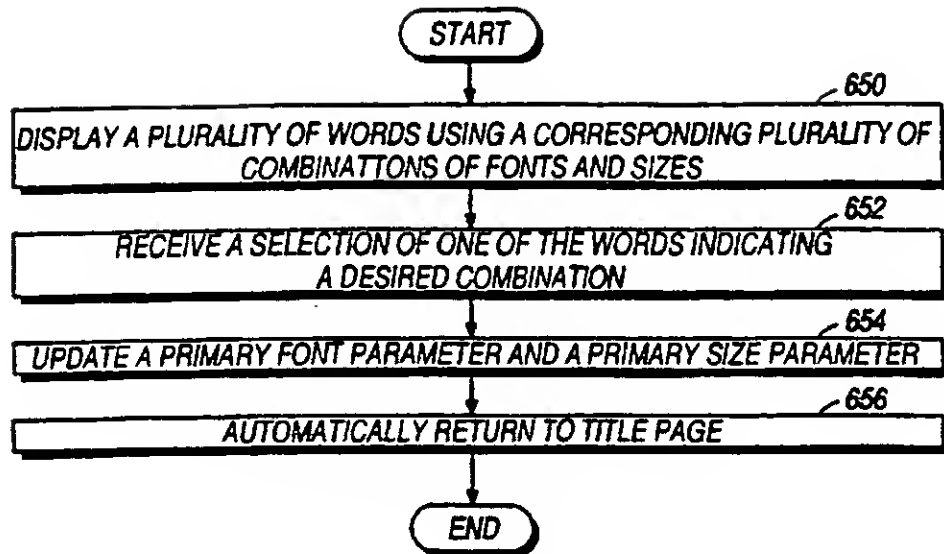 START
650
DISPLAY A PLURALITY OF WORDS USING A CORRESPONDING PLURALITY OF
COMBINATTONS OF FONTS AND SIZES
652
RECEIVE A SELECTION OF ONE OF THE WORDS INDICATING
A DESIRED COMBINATION
654
UPDATE A PRIMARY FONT PARAMETER AND A PRIMARY SIZE PARAMETER
656
AUTOMATICALLY RETURN TO TITLE PAGE
END